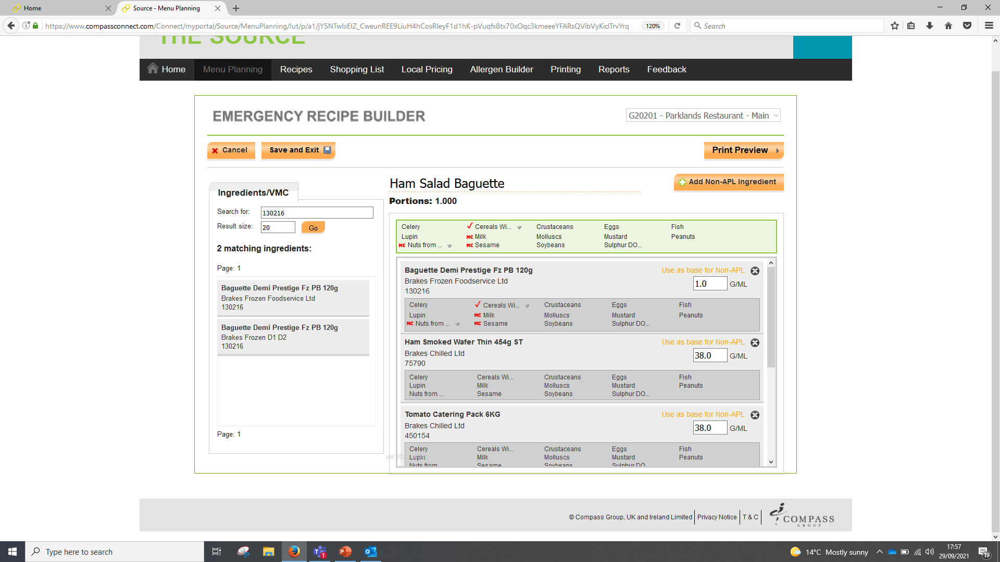 Home
Source - Menu Planning
https://www.compassconnect.com/Connect/myportal/Source/MenuPlanning/
120%
Search
THE SOURCE
Home Menu Planning Recipes Shopping List Local Pricing Allergen Builder Printing Reports Feedback
EMERGENCY RECIPE BUILDER
G20201 - Parklands Restaurant - Main
Cancel
Save and Exit
Print Preview
Ingredients/VMC
Search for: 130216
Result size: 20 Go
2 matching ingredients:
Page: 1
Baguette Demi Prestige Fz PB 120g
Brakes Frozen Foodservice Ltd
130216
Baguette Demi Prestige Fz PB 120g
Brakes Frozen D1 D2
130216
Page: 1
Ham Salad Baguette
Add Non-APL Ingredient
Portions: 1.000
Celery Cereals Wi... Crustaceans Eggs Fish
Lupin MC Milk Molluscs Mustard Peanuts
MC Nuts from ... MC Sesame Soybeans Sulphur DO...
Baguette Demi Prestige Fz PB 120g Use as base for Non-APL
Brakes Frozen Foodservice Ltd 1.0 G/ML
130216
Celery Cereals Wi... Crustaceans Eggs Fish
Lupin MC Milk Molluscs Mustard Peanuts
MC Nuts from ... MC Sesame Soybeans Sulphur DO...
Ham Smoked Wafer Thin 454g ST Use as base for Non-APL
Brakes Chilled Ltd 38.0 G/ML
75790
Celery Cereals Wi... Crustaceans Eggs Fish
Lupin Milk Molluscs Mustard Peanuts
Nuts from ... Sesame Soybeans Sulphur DO...
Tomato Catering Pack 6KG Use as base for Non-APL
Brakes Chilled Ltd 38.0 G/ML
450154
Celery Cereals Wi... Crustaceans Eggs Fish
Lupin Milk Molluscs Mustard Peanuts
Nuts from Sesame Soybeans Sulphur DO
© Compass Group, UK and Ireland Limited Privacy Notice T & C
COMPASS
GROUP
Type here to search
1
14°C Mostly sunny
17:57
29/09/2021
19